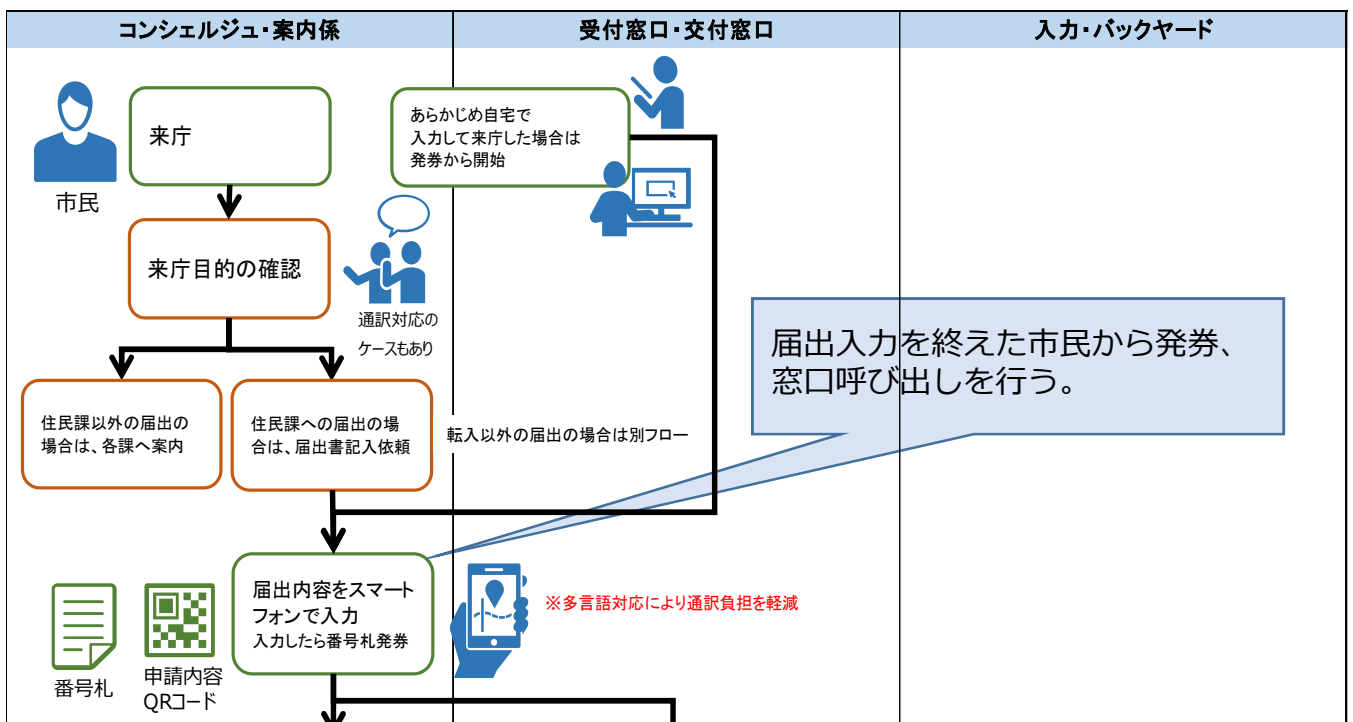 コンシェルジュ・案内係
受付窓口・交付窓口
入力・バックヤード
来庁
市民
あらかじめ自宅で
入力して来庁した場合は
発券から開始
来庁目的の確認
通訳対応の
ケースもあり
届出入力を終えた市民から発券、
窓口呼び出しを行う。
住民課以外の届出の
場合は、各課へ案内
住民課への届出の場
合は、届出書記入依頼
転入以外の届出の場合は別フロー
届出内容をスマート
フォンで入力
入力したら番号札発券
※多言語対応により通訳負担を軽減
番号札
申請内容
QRコード